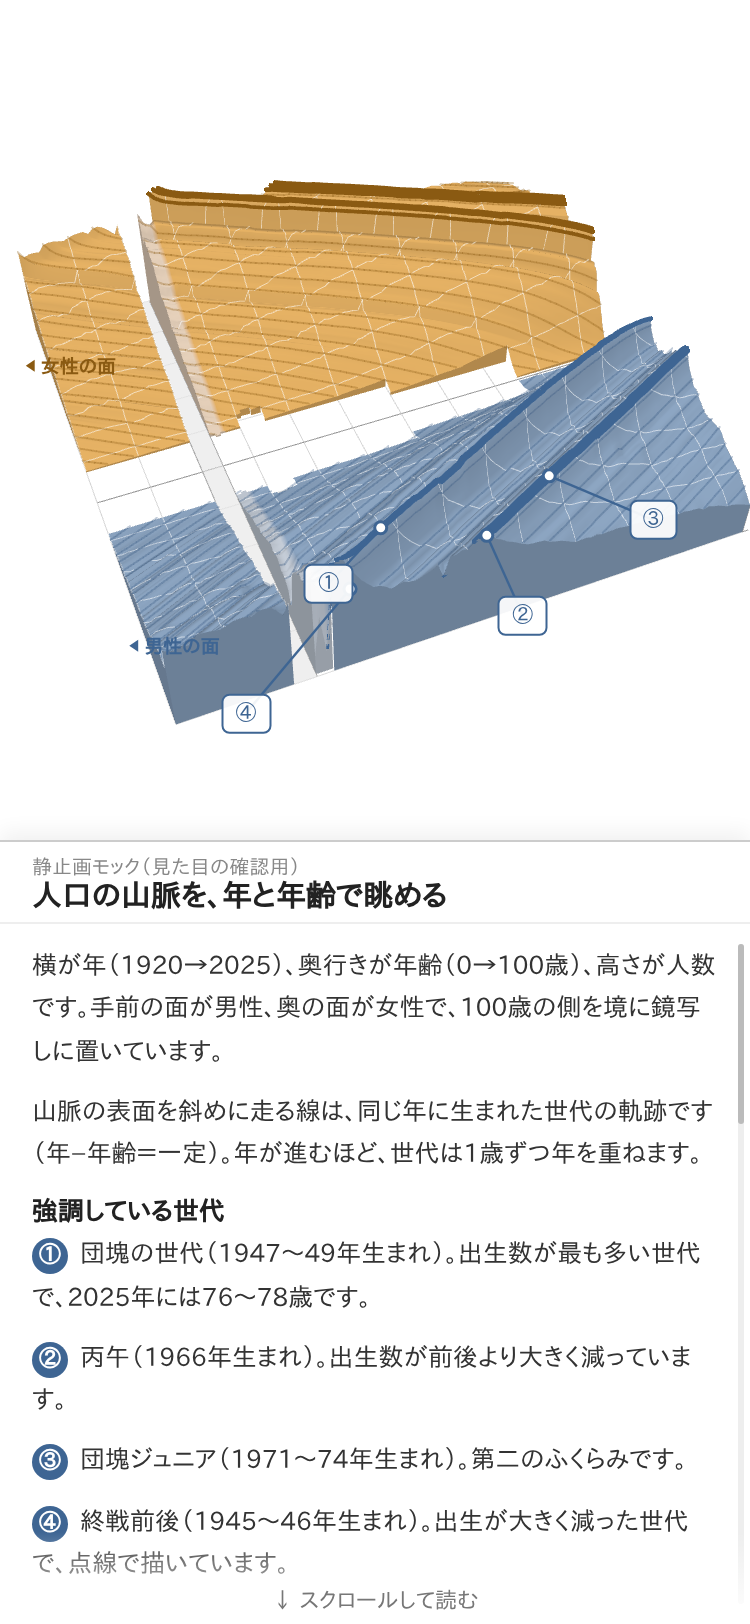 ◀ 女性の面
③
①
②
◀ 男性の面
④
静止画モック（見た目の確認用）
人口の山脈を、年と年齢で眺める
横が年（1920→2025）、奥行きが年齢（0→100歳）、高さが人数
です。手前の面が男性、奥の面が女性で、100歳の側を境に鏡写
しに置いています。
山脈の表面を斜めに走る線は、同じ年に生まれた世代の軌跡です
（年−年齢＝一定）。年が進むほど、世代は1歳ずつ年を重ねます。
強調している世代
① 団塊の世代（1947〜49年生まれ）。出生数が最も多い世代
で、2025年には76〜78歳です。
② 丙午（1966年生まれ）。出生数が前後より大きく減っていま
す。
③ 団塊ジュニア（1971〜74年生まれ）。第二のふくらみです。
④ 終戦前後（1945〜46年生まれ）。出生が大きく減った世代
で、点線で描いています。
↓ スクロールして読む